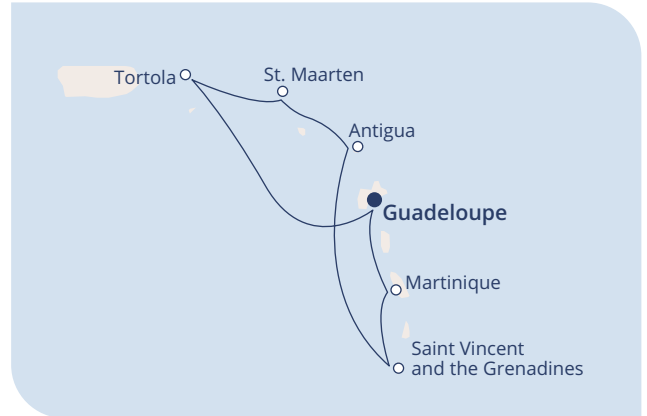 St. Maarten
Tortola
Antigua
Guadeloupe
Martinique
Saint Vincent
and the Grenadines